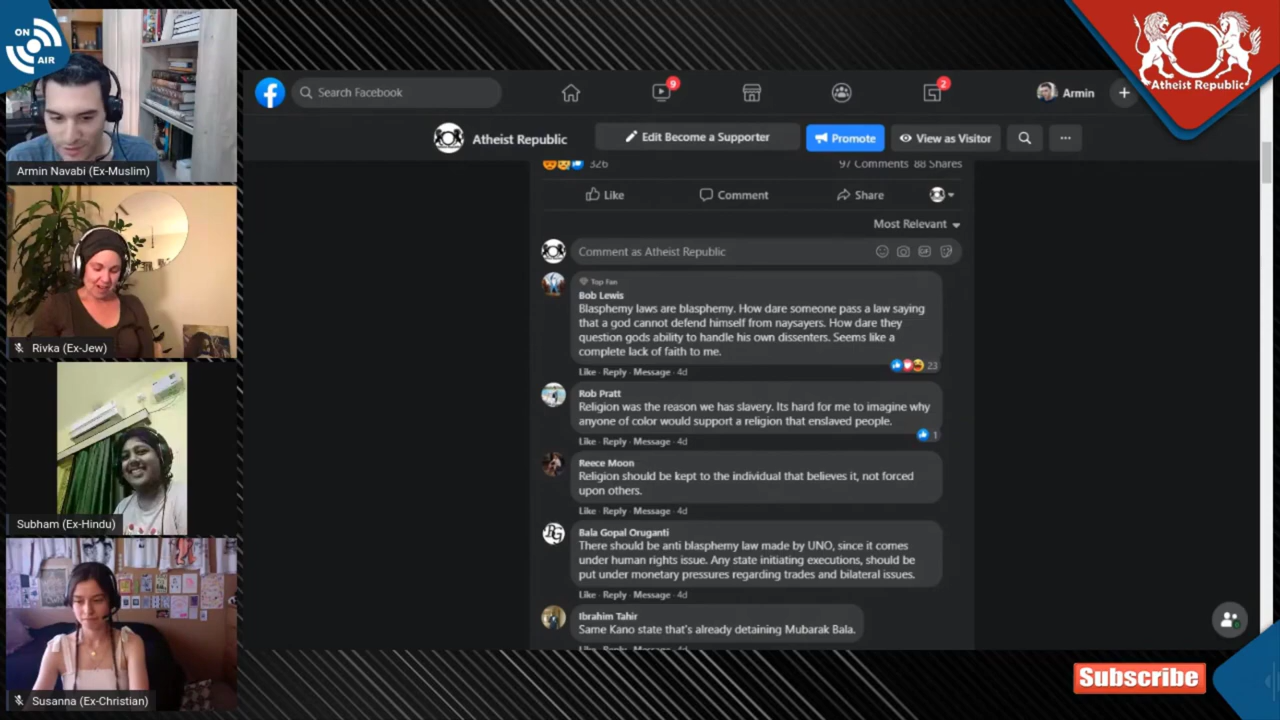 ON
AIR
Armin Navabi (Ex-Muslim)
Rivka (Ex-Jew)
Subham (Ex-Hindu)
Susanna (Ex-Christian)
Search Facebook
9
2
Armin
Atheist Republic
Atheist Republic
Edit Become a Supporter
Promote
View as Visitor
326
97 Comments 88 Shares
Like
Comment
Share
Most Relevant
Comment as Atheist Republic
GIF
Top Fan
Bob Lewis
Blasphemy laws are blasphemy. How dare someone pass a law saying
that a god cannot defend himself from naysayers. How dare they
question gods ability to handle his own dissenters. Seems like a
complete lack of faith to me.
23
Like · Reply · Message · 4d
Rob Pratt
Religion was the reason we has slavery. Its hard for me to imagine why
anyone of color would support a religion that enslaved people.
1
Like · Reply · Message · 4d
Reece Moon
Religion should be kept to the individual that believes it, not forced
upon others.
Like · Reply · Message · 4d
RG
Bala Gopal Oruganti
There should be anti blasphemy law made by UNO, since it comes
under human rights issue. Any state initiating executions, should be
put under monetary pressures regarding trades and bilateral issues.
Like · Reply · Message · 4d
Ibrahim Tahir
Same Kano state that's already detaining Mubarak Bala.
Like · Reply · Message · 4d
Subscribe